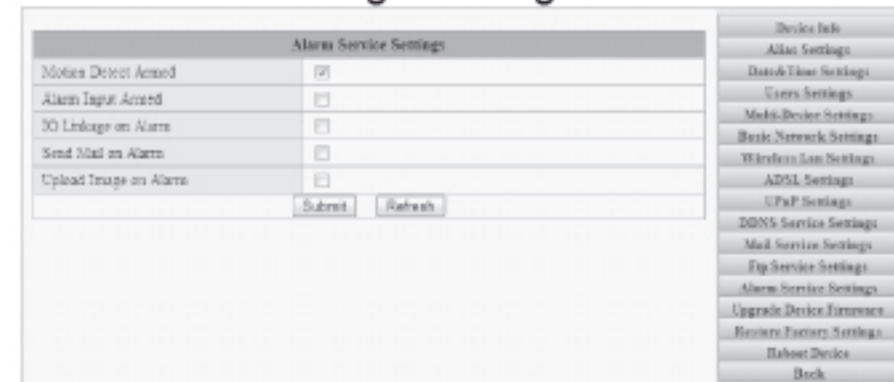 Alarm Service Settings
Motion Detect Armed
Alarm Input Armed
IO Linkage on Alarm
Send Mail on Alarm
Upload Image on Alarm
Submit Refresh
Device Info
Alias Settings
Date&Time Settings
Users Settings
Multi-Device Settings
Basic Network Settings
Wireless Lan Settings
ADSL Settings
UPnP Settings
DDNS Service Settings
Mail Service Settings
Ftp Service Settings
Alarm Service Settings
Upgrade Device Firmware
Restore Factory Settings
Reboot Device
Back